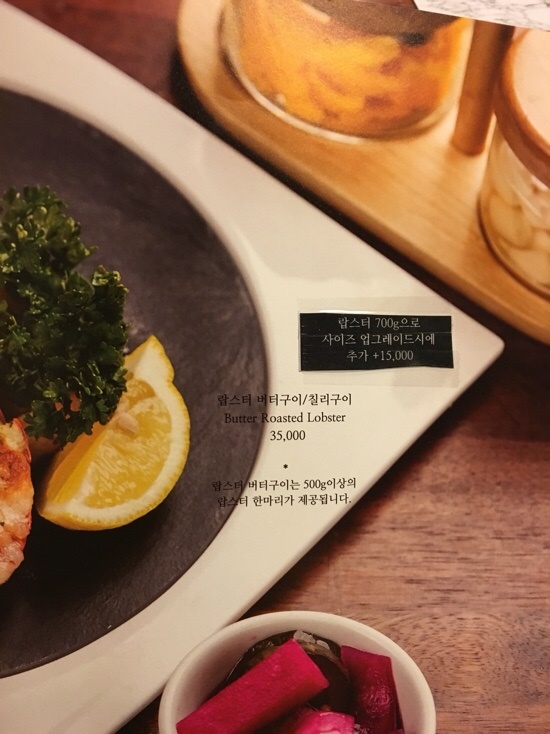 랍스터 700g으로
사이즈 업그레이드시에
추가 +15,000
랍스터 버터구이/칠리구이
Butter Roasted Lobster
35,000
*
랍스터 버터구이는 500g이상의
랍스터 한마리가 제공됩니다.